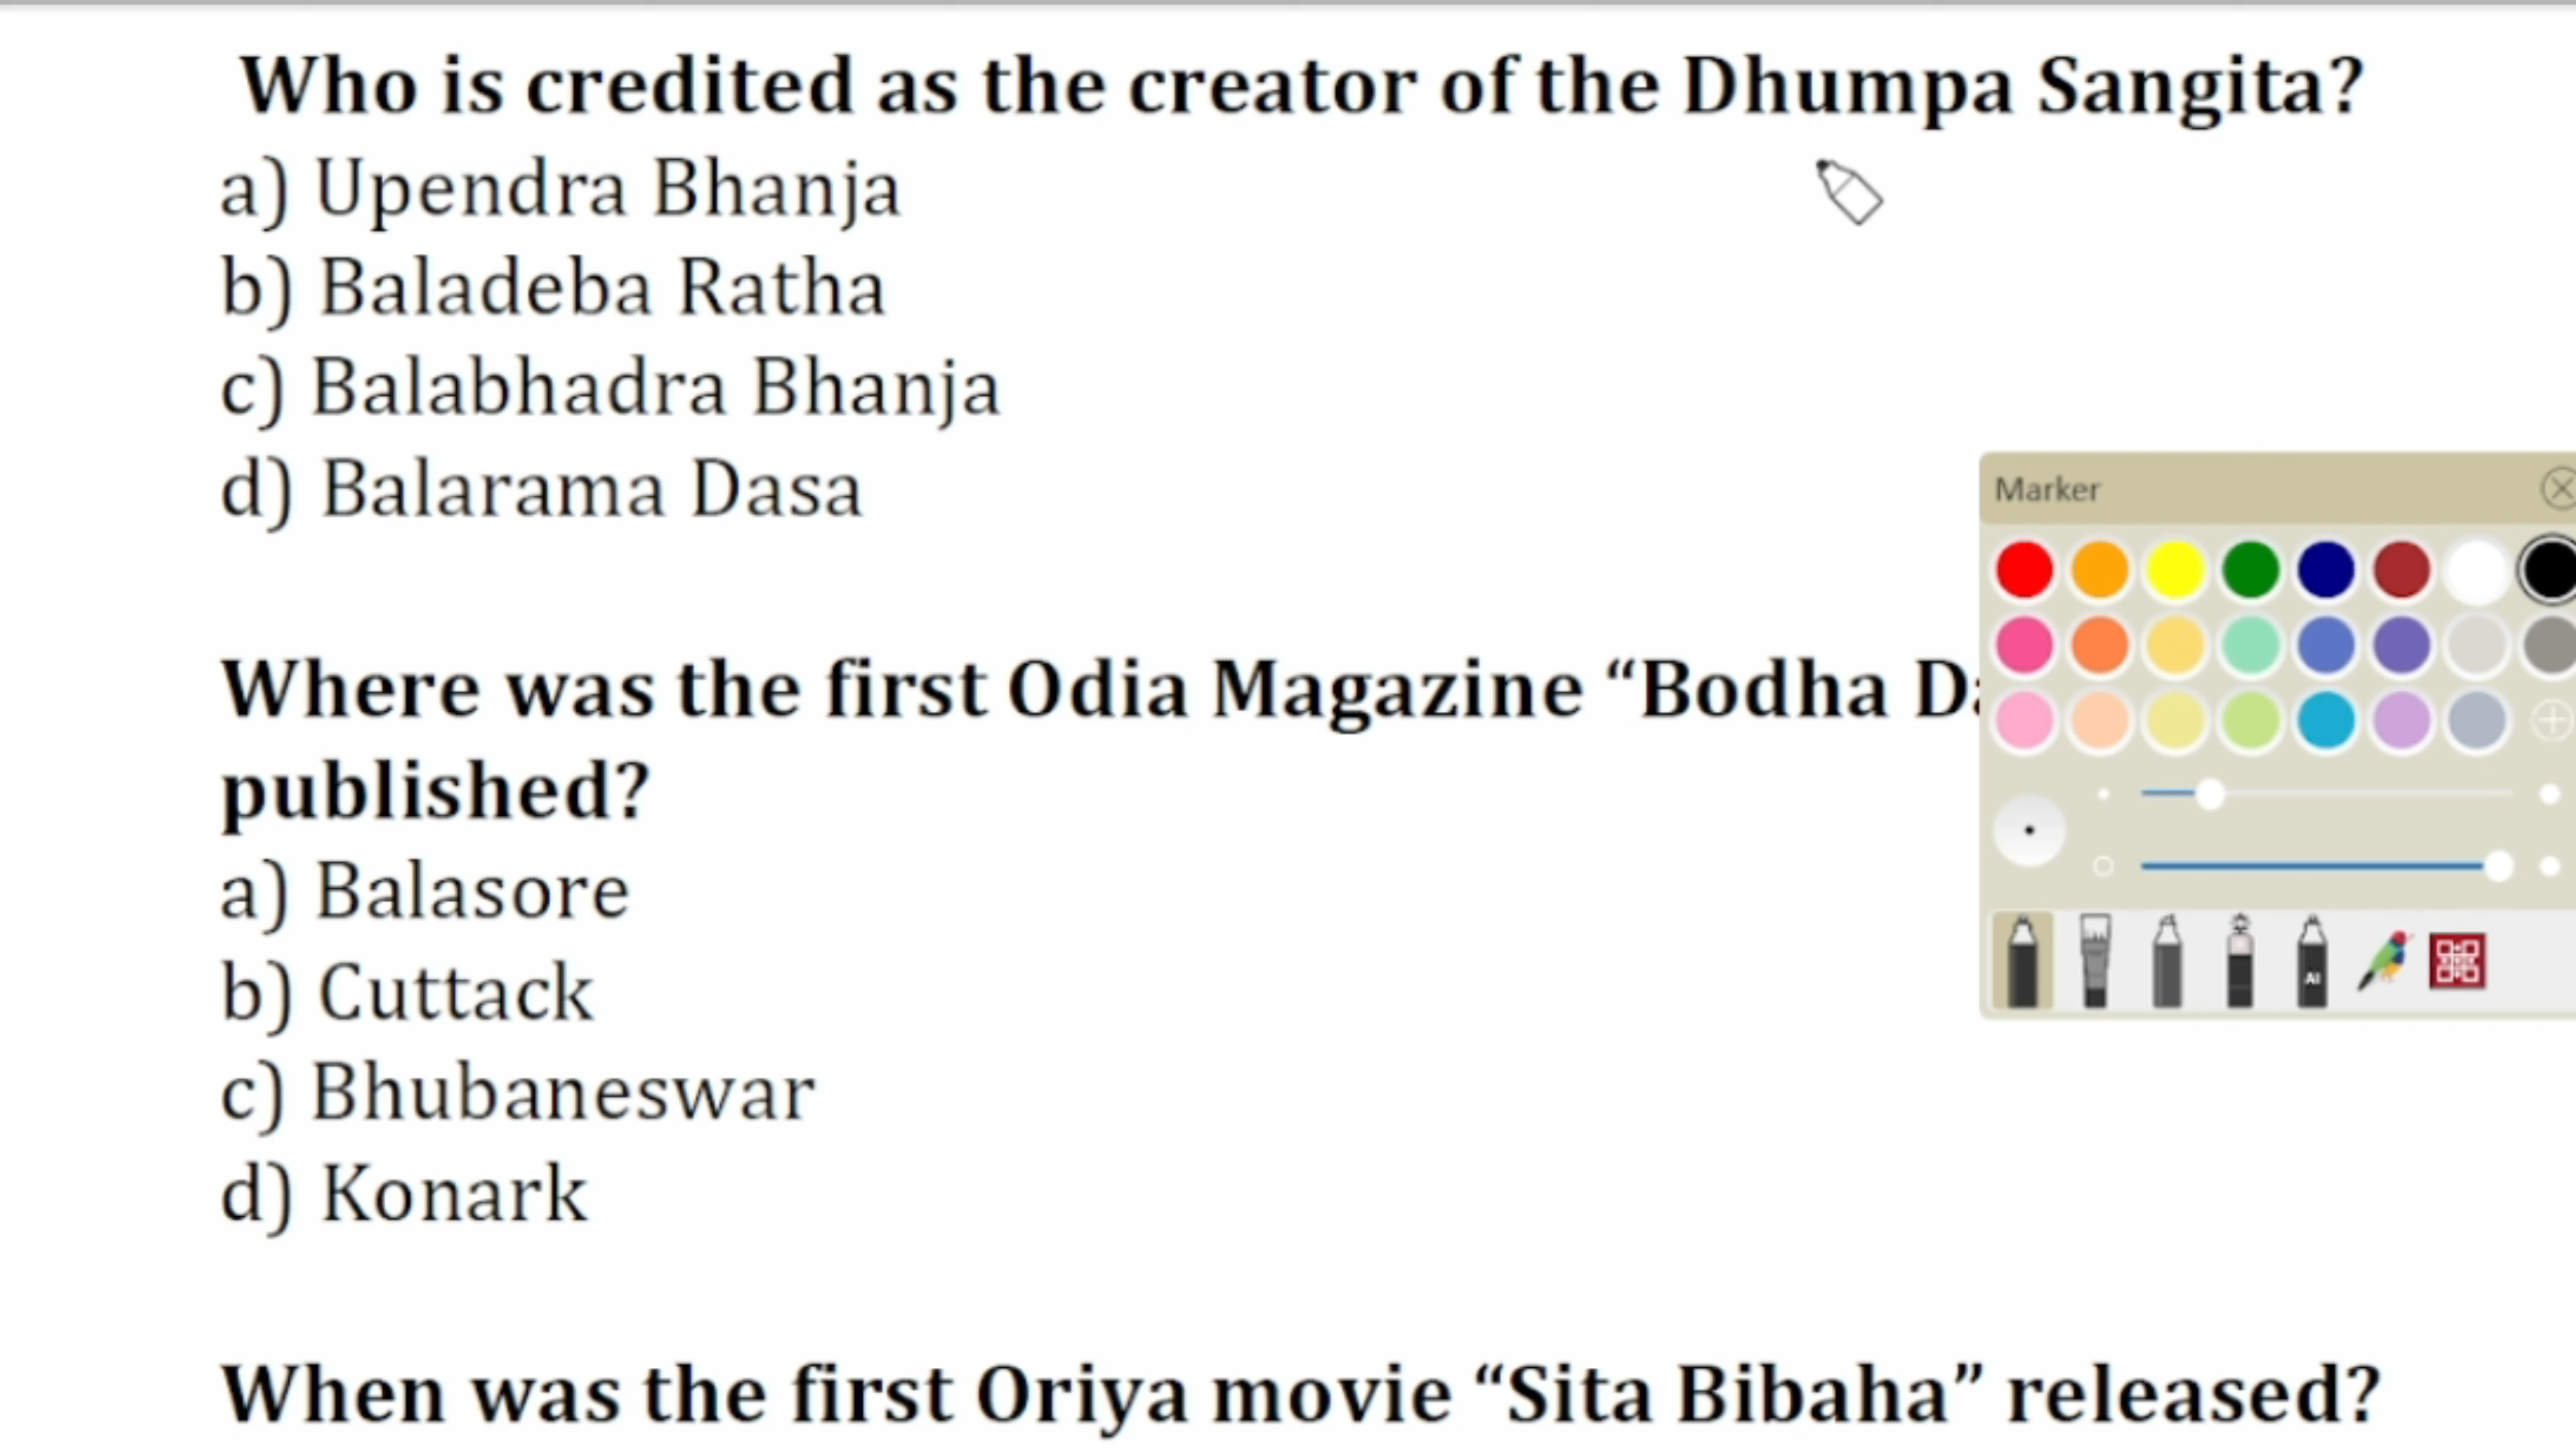 Who is credited as the creator of the Dhumpa Sangita?
a) Upendra Bhanja
b) Baladeba Ratha
c) Balabhadra Bhanja
d) Balarama Dasa
Marker
Where was the first Odia Magazine “Bodha
published?
a) Balasore
b) Cuttack
AI
c) Bhubaneswar
d) Konark
When was the first Oriya movie “Sita Bibaha” released?